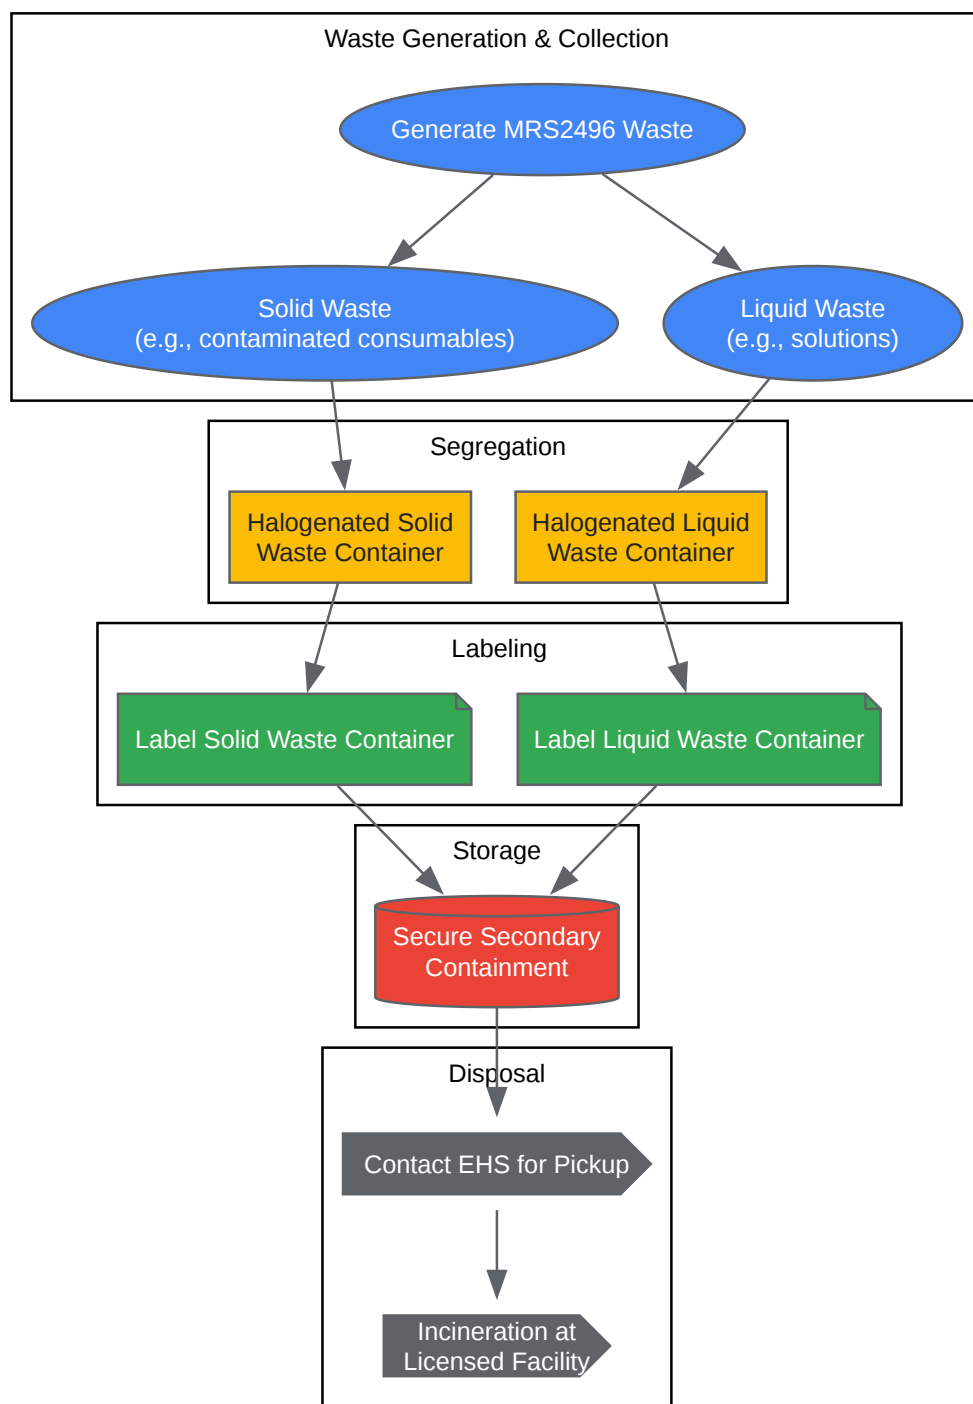 Waste Generation & Collection
Generate MRS2496 Waste
Solid Waste
(e.g., contaminated consumables)
Liquid Waste
(e.g., solutions)
Segregation
Halogenated Solid
Waste Container
Halogenated Liquid
Waste Container
Labeling
Label Solid Waste Container
Label Liquid Waste Container
Storage
Secure Secondary
Containment
Disposal
Contact EHS for Pickup
Incineration at
Licensed Facility